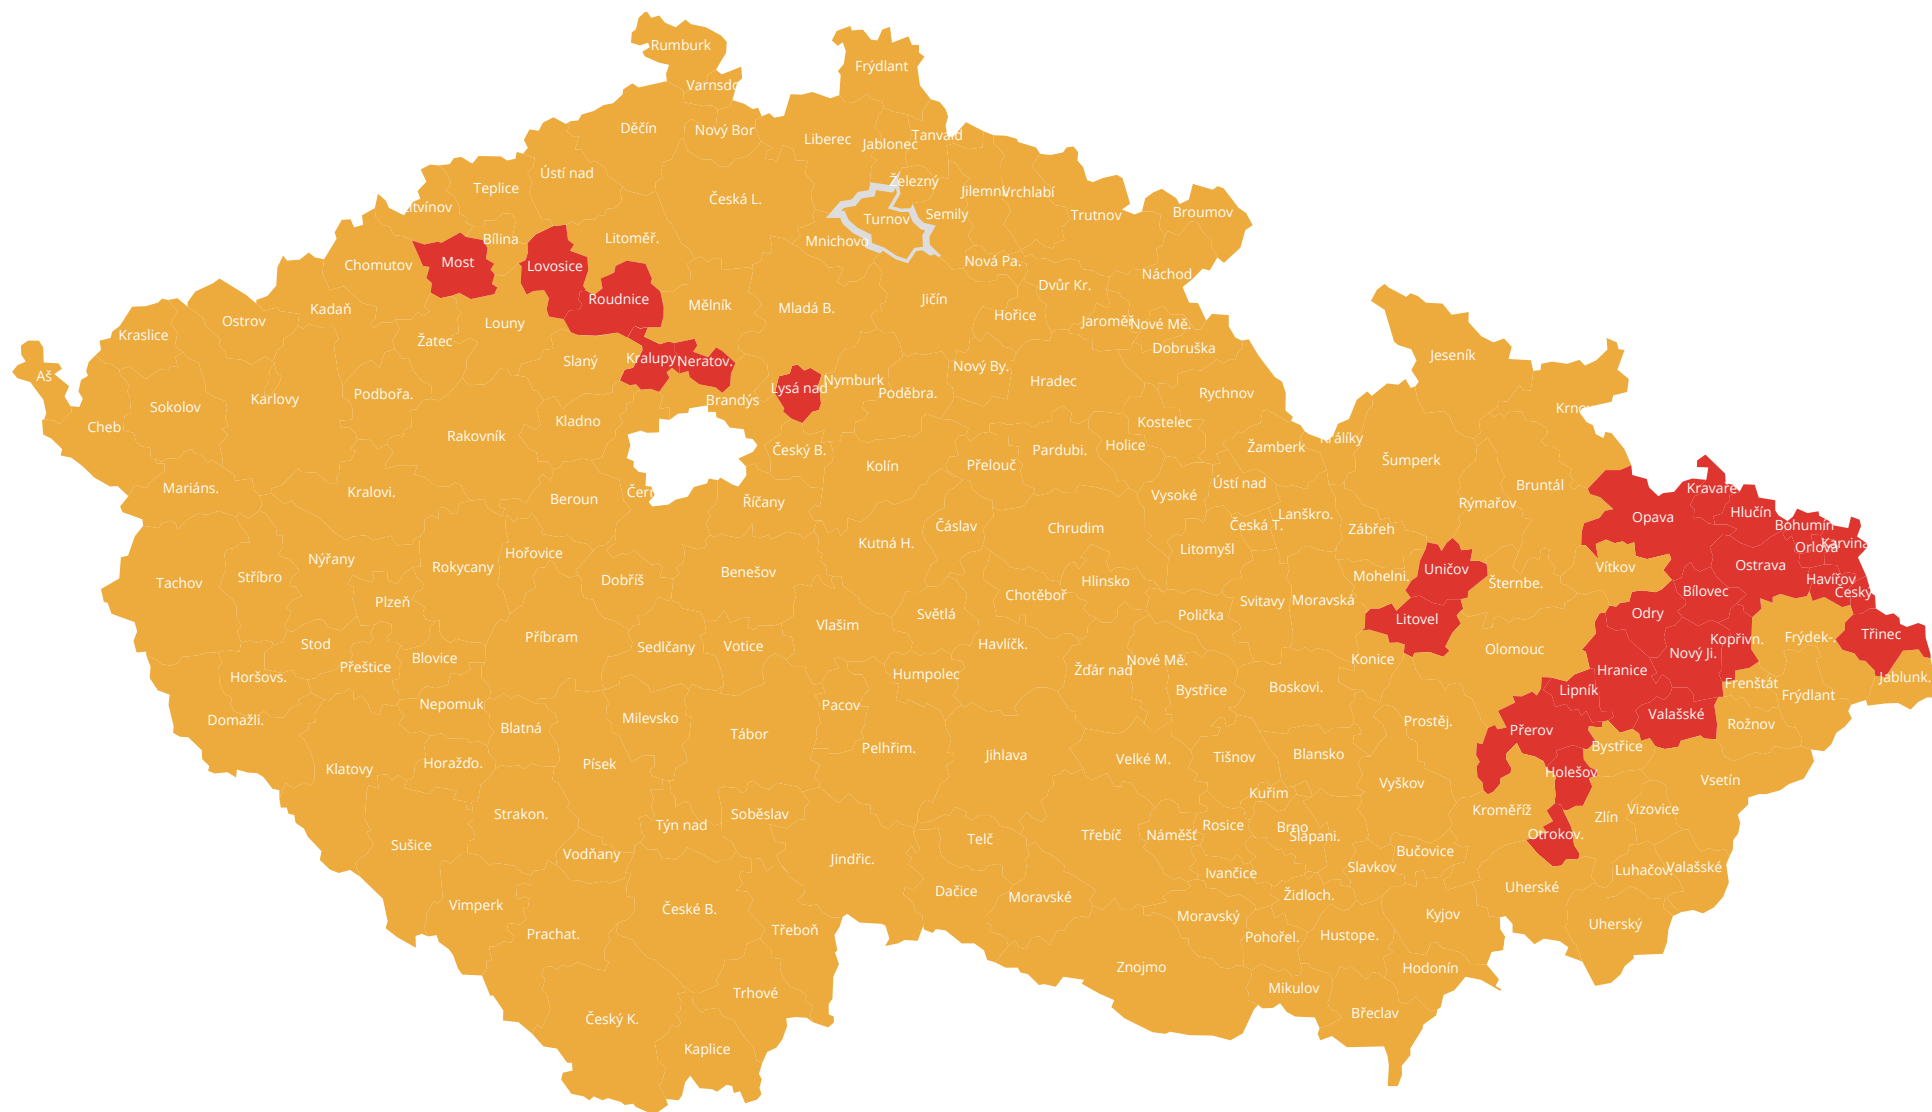 Rumburk
Frýdlant
Varnsdo
Děčín
Nový Bor
Liberec
Jablonec
Tanvald
Ústí nad
Teplice
Železný
Česká L.
Jilemni
Vrchlabí
Litvínov
Turnov
Semily
Trutnov
Broumov
Bílina
Litoměř.
Mnichovo
Chomutov
Most
Lovosice
Nová Pa.
Náchod
Dvůr Kr.
Roudnice
Mělník
Mladá B.
Jičín
Kadaň
Ostrov
Louny
Hořice
Jaroměř
Nové Mě.
Kraslice
Žatec
Dobruška
Jeseník
Slaný
Kralupy
Neratov.
Nový By.
Aš
Lysá nad
Nymburk
Hradec
Podbořa.
Poděbra.
Rychnov
Karlovy
Brandýs
Sokolov
Krnov
Cheb
Kladno
Kostelec
Rakovník
Králíky
Holice
Žamberk
Český B.
Pardubi.
Kolín
Přelouč
Šumperk
Mariáns.
Kralovi.
Čern
Ústí nad
Bruntál
Kravaře
Beroun
Říčany
Vysoké
Rýmařov
Hlučín
Lanškro.
Opava
Čáslav
Chrudim
Česká T.
Zábřeh
Bohumín
Kutná H.
Karviná
Orlová
Litomyšl
Hořovice
Nýřany
Rokycany
Ostrava
Vítkov
Uničov
Benešov
Mohelni.
Stříbro
Dobříš
Hlinsko
Havířov
Tachov
Šternbe.
Bílovec
Český
Chotěboř
Plzeň
Svitavy
Moravská
Světlá
Polička
Odry
Litovel
Vlašim
Třinec
Příbram
Frýdek-.
Kopřivn.
Stod
Havlíčk.
Sedlčany
Votice
Olomouc
Nový Ji.
Blovice
Konice
Nové Mě.
Přeštice
Žďár nad
Hranice
Humpolec
Horšovs.
Jablunk.
Frenštát
Boskovi.
Bystřice
Lipník
Frýdlant
Nepomuk
Pacov
Valašské
Milevsko
Domažli.
Prostěj.
Rožnov
Blatná
Přerov
Tábor
Pelhřim.
Bystřice
Jihlava
Blansko
Tišnov
Velké M.
Horažďo.
Písek
Klatovy
Holešov
Vsetín
Vyškov
Kuřim
Kroměříž
Vizovice
Strakon.
Soběslav
Zlín
Týn nad
Rosice
Brno
Otrokov.
Třebíč
Náměšť
Šlapani.
Telč
Sušice
Bučovice
Vodňany
Jindřic.
Slavkov
Valašské
Luhačov.
Ivančice
Uherské
Dačice
Židloch.
Moravské
Vimperk
České B.
Kyjov
Moravský
Uherský
Třeboň
Prachat.
Hustope.
Pohořel.
Znojmo
Hodonín
Mikulov
Trhové
Břeclav
Český K.
Kaplice